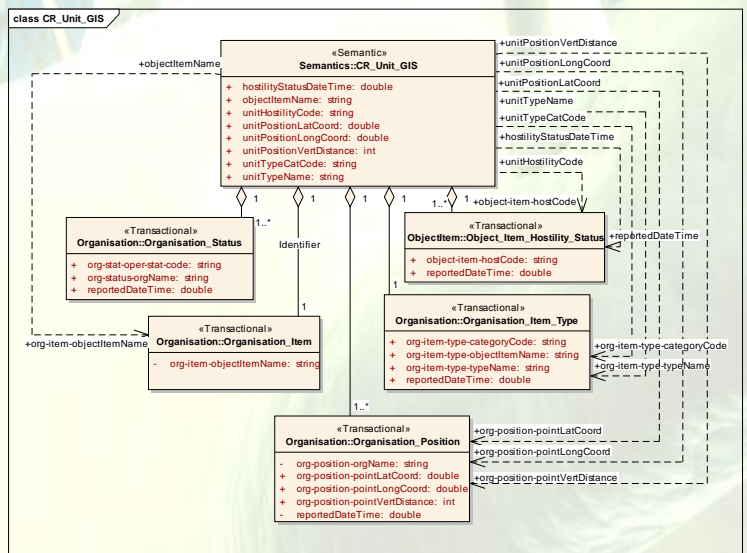 class CR_Unit_GIS
«Semantic»
Semantics::CR_Unit_GIS
+ hostilityStatusDateTime: double
+ objectItemName: string
+ unitHostilityCode: string
+ unitPositionLatCoord: double
+ unitPositionLongCoord: double
+ unitPositionVertDistance: int
+ unitTypeCatCode: string
+ unitTypeName: string
+objectItemName
+unitPositionVertDistance
+unitPositionLongCoord
+unitPositionLatCoord
+unitTypeName
+unitTypeCatCode
+hostilityStatusDateTime
+unitHostilityCode
1
1
1
1
1
1..*
+object-item-hostCode
«Transactional»
Organisation::Organisation_Status
+ org-stat-oper-stat-code: string
+ org-status-orgName: string
+ reportedDateTime: double
1..*
Identifier
«Transactional»
ObjectItem::Object_Item_Hostility_Status
+ object-item-hostCode: string
+ reportedDateTime: double
+reportedDateTime
1
1
«Transactional»
Organisation::Organisation_Item
- org-item-objectItemName: string
+org-item-objectItemName
«Transactional»
Organisation::Organisation_Item_Type
+ org-item-type-categoryCode: string
+ org-item-type-objectItemName: string
+ org-item-type-typeName: string
+ reportedDateTime: double
+org-item-type-categoryCode
+org-item-type-typeName
1..*
«Transactional»
Organisation::Organisation_Position
- org-position-orgName: string
+ org-position-pointLatCoord: double
+ org-position-pointLongCoord: double
+ org-position-pointVertDistance: int
- reportedDateTime: double
+org-position-pointLatCoord
+org-position-pointLongCoord
+org-position-pointVertDistance